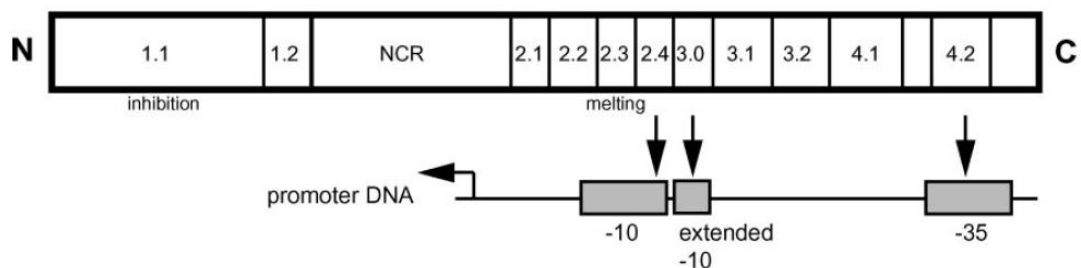 N 1.1 1.2 NCR 2.1 2.2 2.3 2.4 3.0 3.1 3.2 4.1 4.2 C
inhibition melting
promoter DNA
-10 extended -35
-10